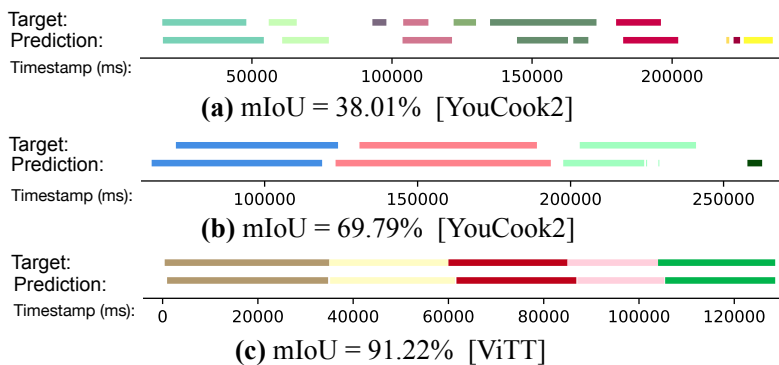 Target:
Prediction:
Timestamp (ms): 50000 100000 150000 200000
(a) mIoU = 38.01% [YouCook2]
Target:
Prediction:
Timestamp (ms): 100000 150000 200000 250000
(b) mIoU = 69.79% [YouCook2]
Target:
Prediction:
Timestamp (ms): 0 20000 40000 60000 80000 100000 120000
(c) mIoU = 91.22% [ViTT]